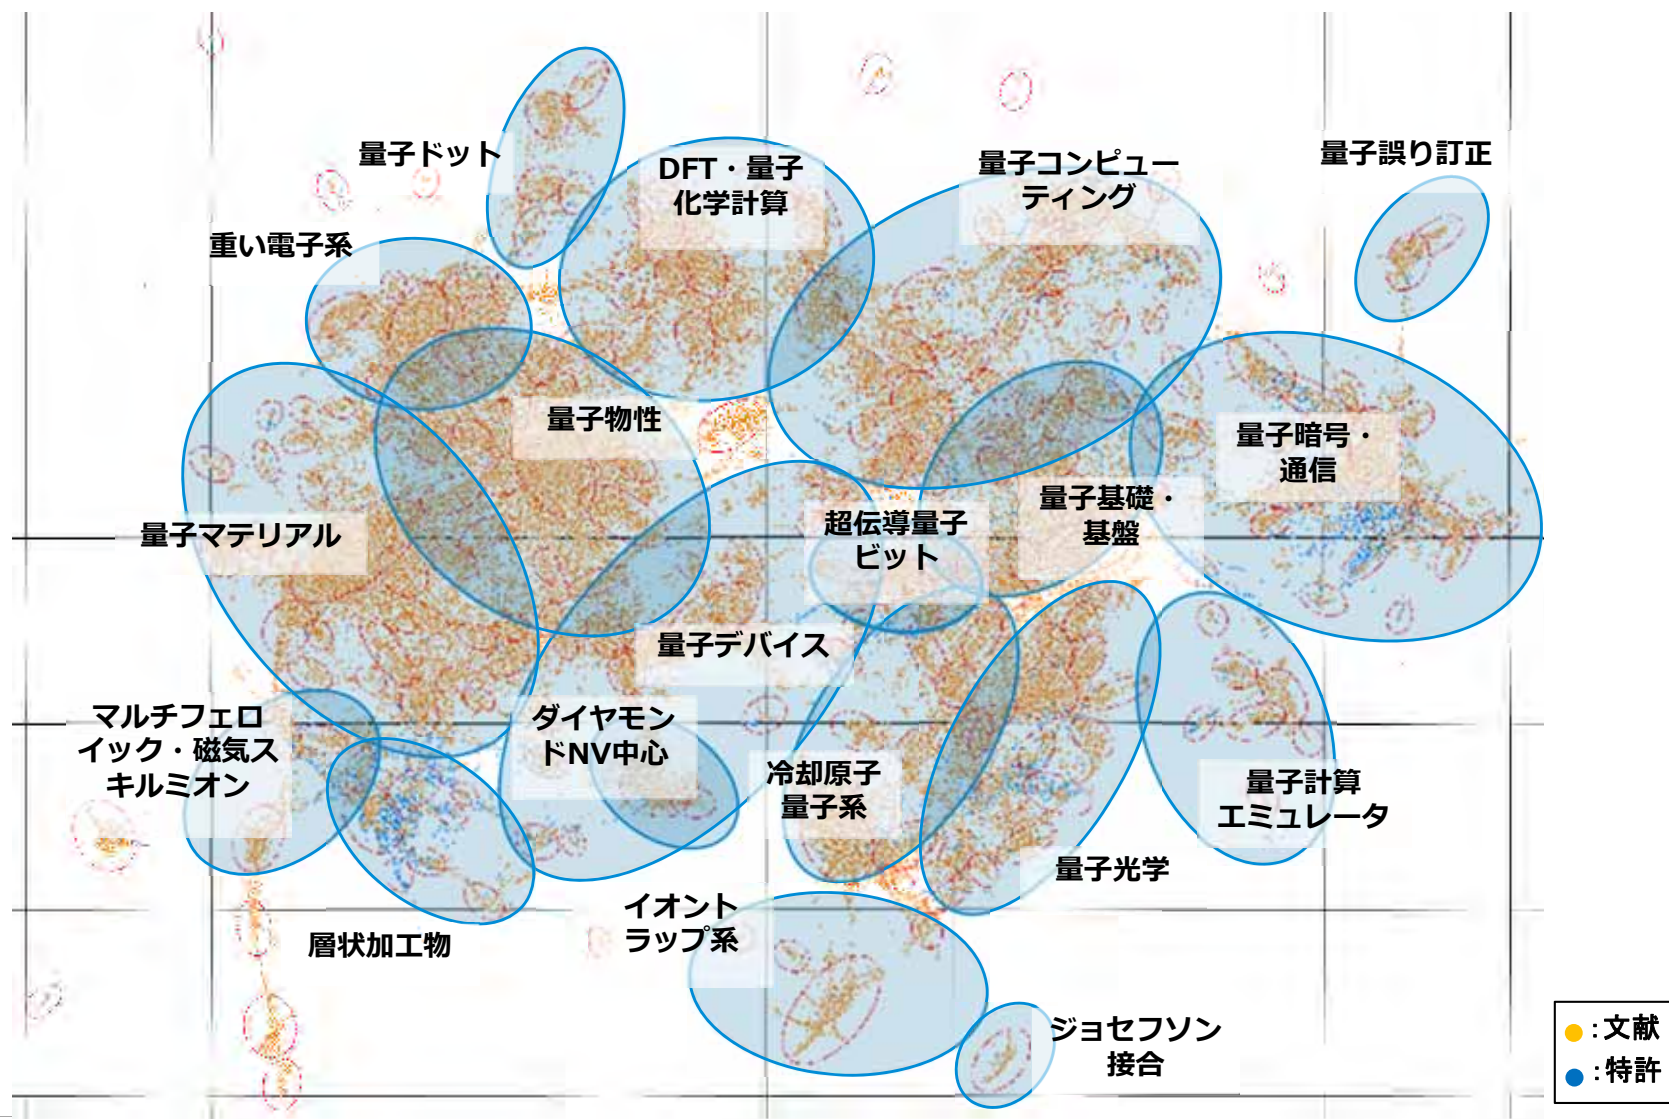 量子ドット
DFT・量子
化学計算
量子コンピュー
ティング
量子誤り訂正
重い電子系
量子物性
量子暗号・
通信
量子マテリアル
超伝導量子
ビット
量子基礎・
基盤
量子デバイス
マルチフェロ
イック・磁気ス
キルミオン
ダイヤモン
ドNV中心
冷却原子
量子系
量子計算
エミュレータ
量子光学
イオント
ラップ系
層状加工物
ジョセフソン
接合
:文献
:特許